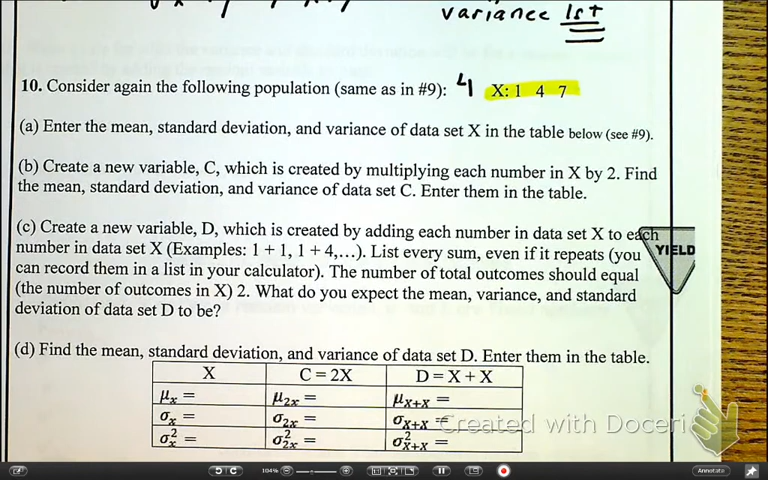 variance 1st
10. Consider again the following population (same as in #9): 4 X: 1 4 7
(a) Enter the mean, standard deviation, and variance of data set X in the table below (see #9).
(b) Create a new variable, C, which is created by multiplying each number in X by 2. Find
the mean, standard deviation, and variance of data set C. Enter them in the table.
(c) Create a new variable, D, which is created by adding each number in data set X to each
number in data set X (Examples: 1 + 1, 1 + 4,…). List every sum, even if it repeats (you
YIELD
can record them in a list in your calculator). The number of total outcomes should equal
(the number of outcomes in X) 2. What do you expect the mean, variance, and standard
deviation of data set D to be?
(d) Find the mean, standard deviation, and variance of data set D. Enter them in the table.
X C = 2X D = X + X
μx = μ2x = μX+X =
σx = σ2x = σX+X =
σ²x = σ²2x = σ²X+X =
Created with Doceri
104%
Annotate